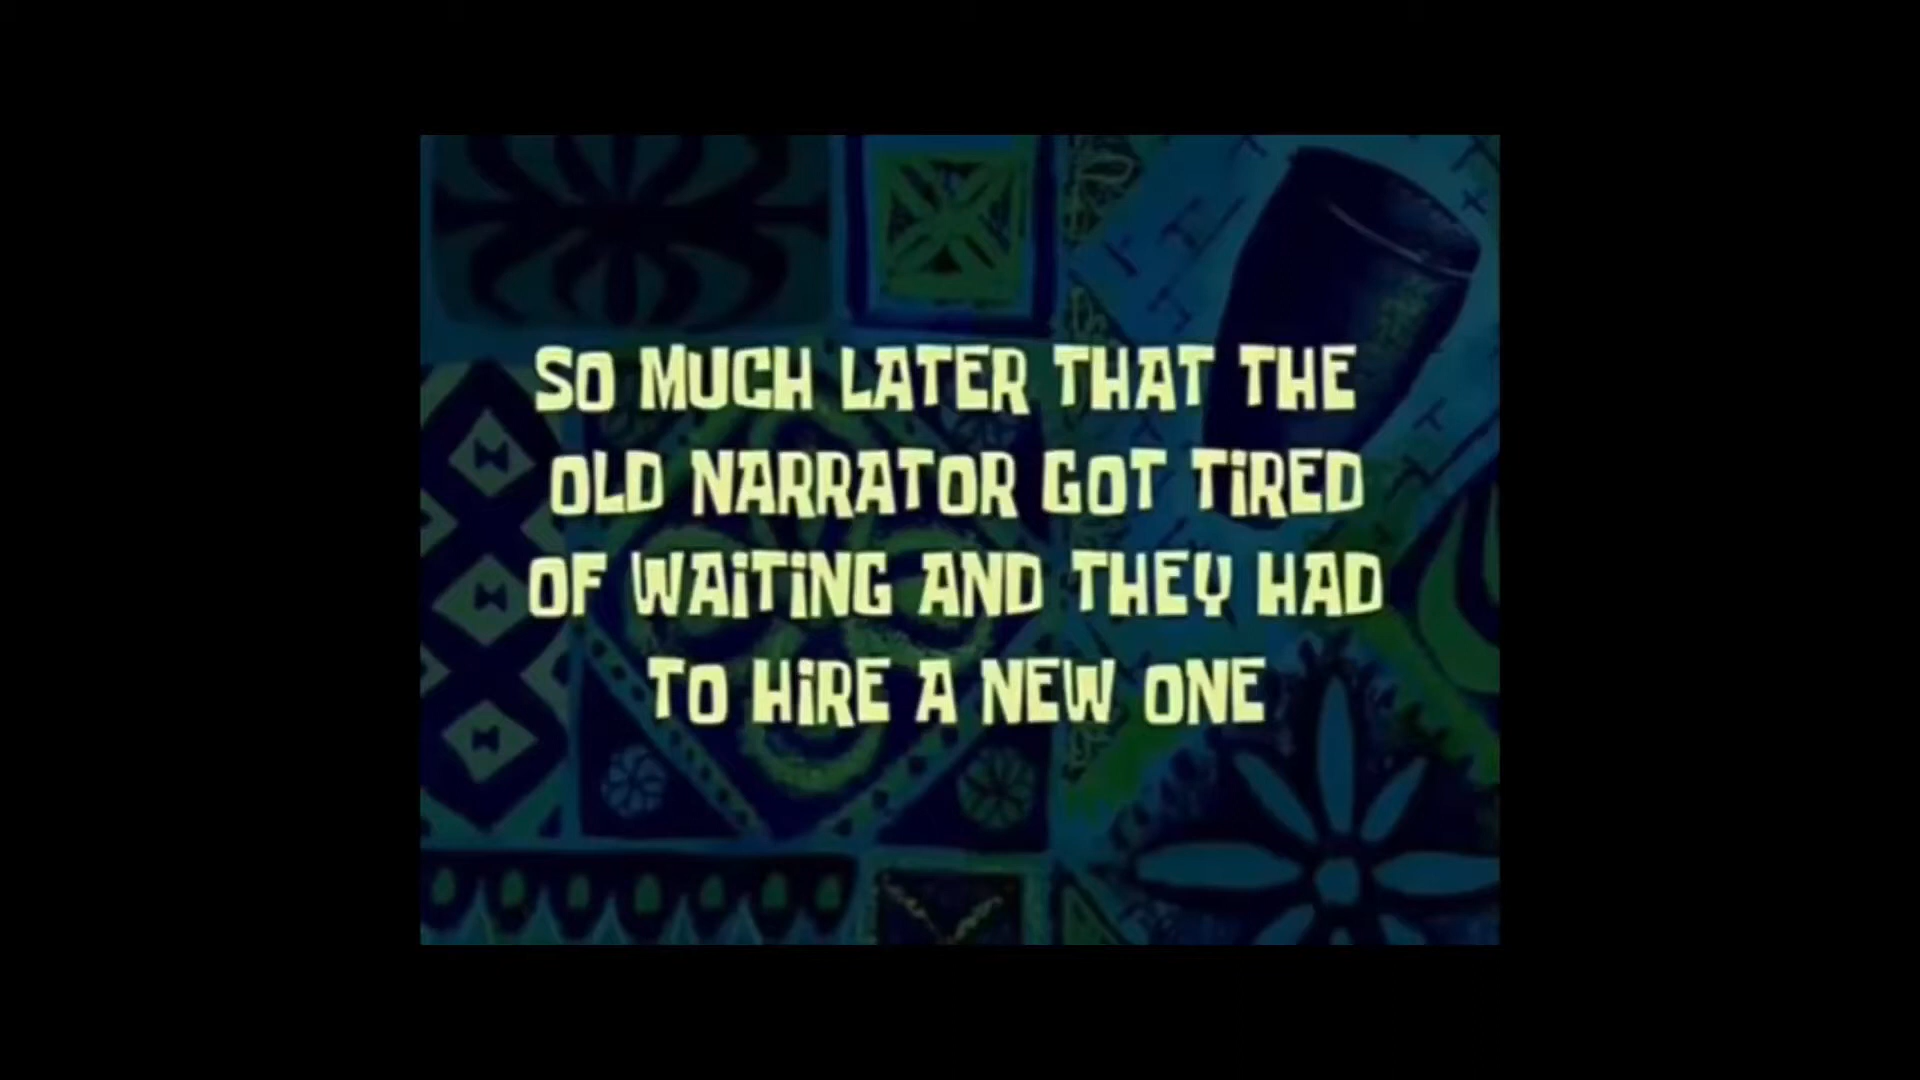 SO MUCH LATER THAT THE
OLD NARRATOR GOT TiRED
OF WAiTiNG AND THEY HAD
TO HiRE A NEW ONE